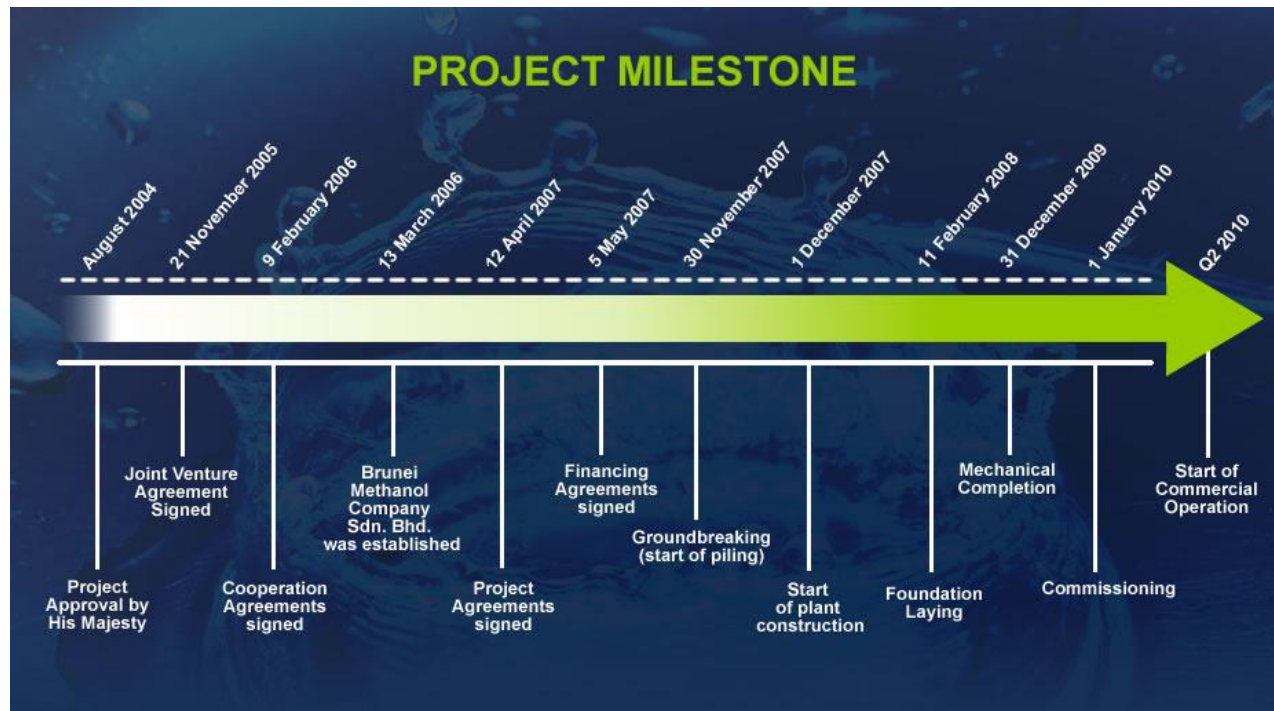 PROJECT MILESTONE
August 2004
21 November 2005
9 February 2006
13 March 2006
12 April 2007
5 May 2007
30 November 2007
1 December 2007
11 February 2008
31 December 2009
1 January 2010
Q2 2010
Project
Approval by
His Majesty
Joint Venture
Agreement
Signed
Cooperation
Agreements
signed
Brunei
Methanol
Company
Sdn. Bhd.
was established
Project
Agreements
signed
Financing
Agreements
signed
Groundbreaking
(start of piling)
Start
of plant
construction
Foundation
Laying
Mechanical
Completion
Commissioning
Start of
Commercial
Operation